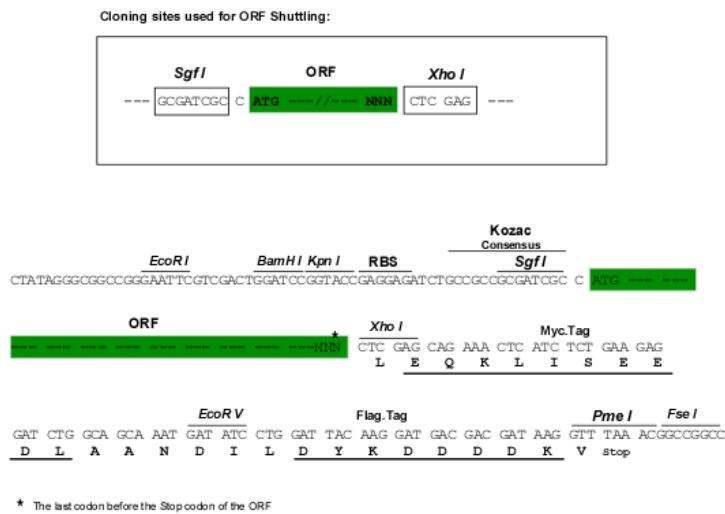 Cloning sites used for ORF Shuttling:
Sgf I ORF Xho I
--- GCGATCGC C ATG ---//--- NNN CTC GAG ---
Kozac
Consensus
EcoR I BamH I Kpn I RBS Sgf I
CTATAGGGCGGCCGGGAATTCGTCGACTGGATCCGGTACCGAGGAGATCTGCCGCCGCGATCGC C ATG --- ---
ORF * Xho I Myc.Tag
--- --- --- --- --- --- --- --- --- --- ---NNN CTC GAG CAG AAA CTC ATC TCT GAA GAG
L E Q K L I S E E
EcoR V Flag.Tag Pme I Fse I
GAT CTG GCA GCA AAT GAT ATC CTG GAT TAC AAG GAT GAC GAC GAT AAG GTT TAA ACGGCCGGCC
D L A A N D I L D Y K D D D D K V Stop
* The last codon before the Stop codon of the ORF